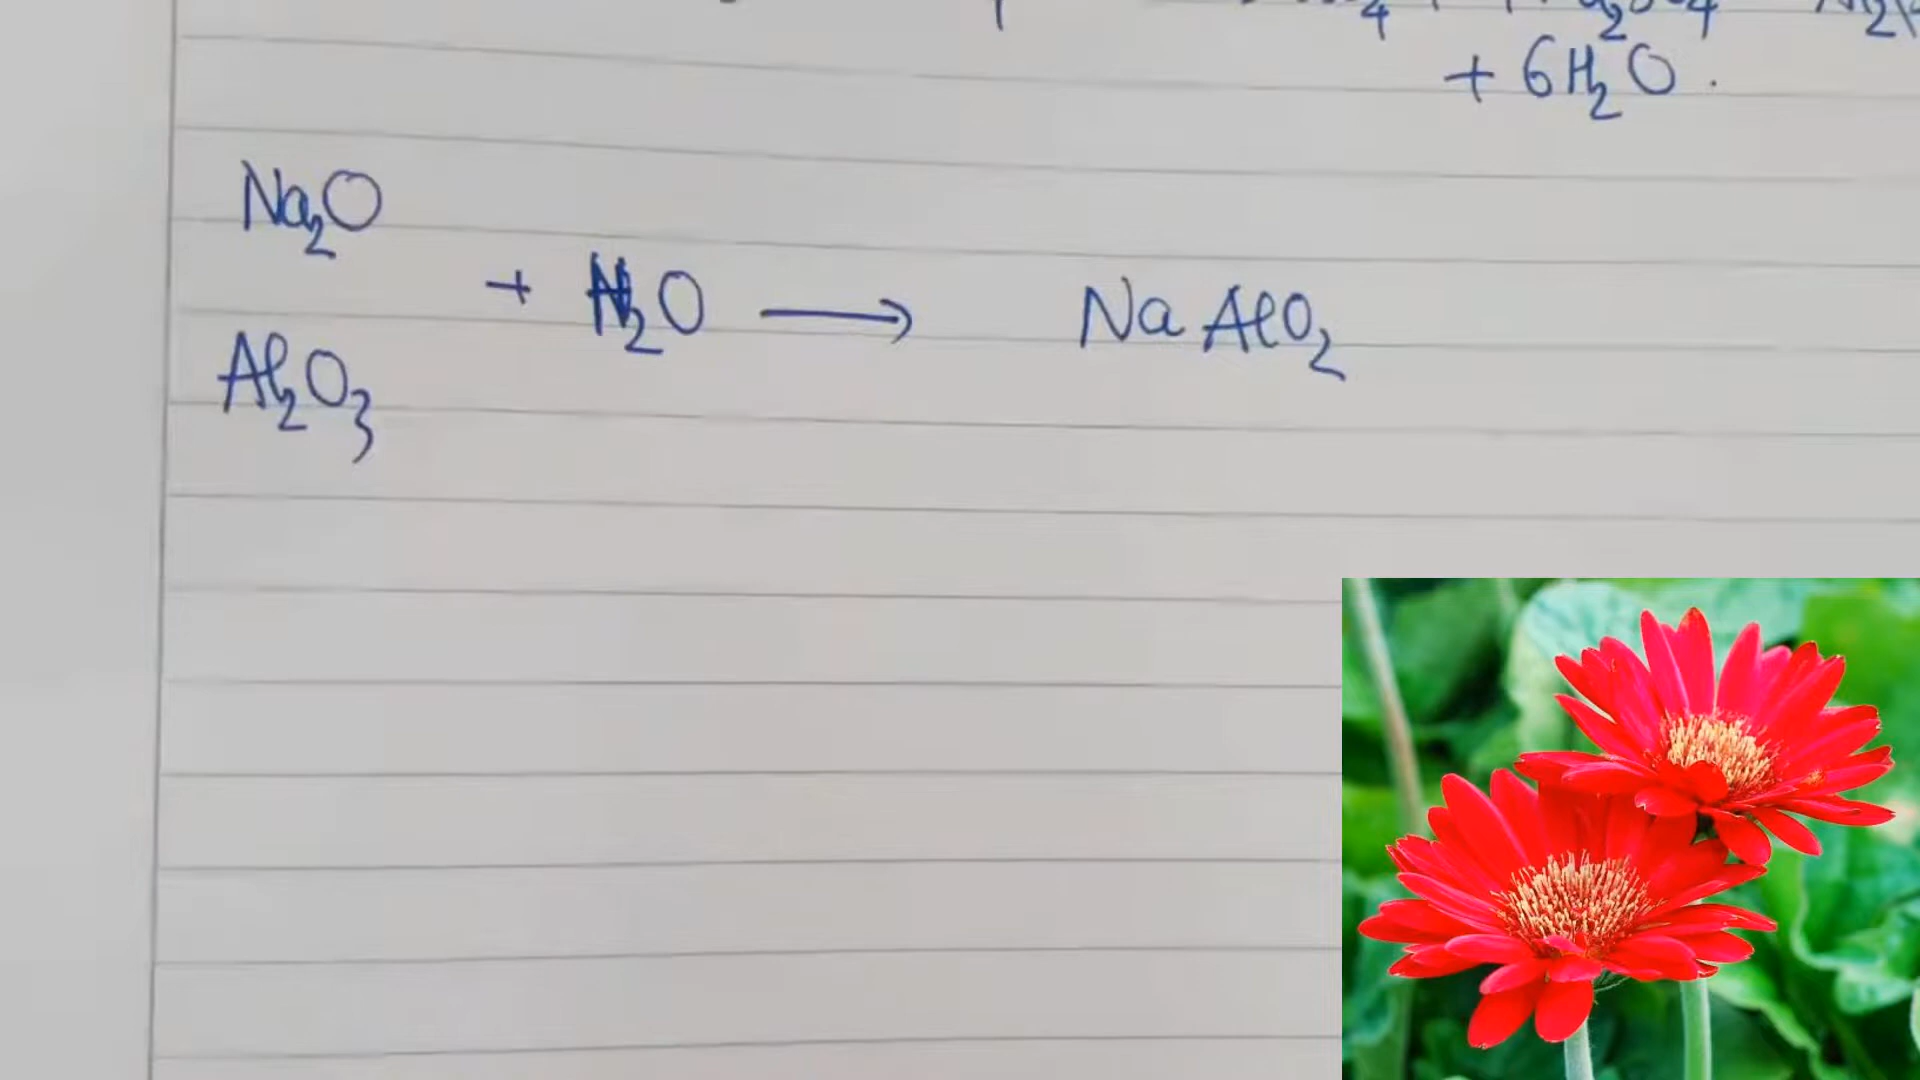 + 6H₂O.
Na₂O
+ H₂O ⟶ NaAlO₂
Al₂O₃